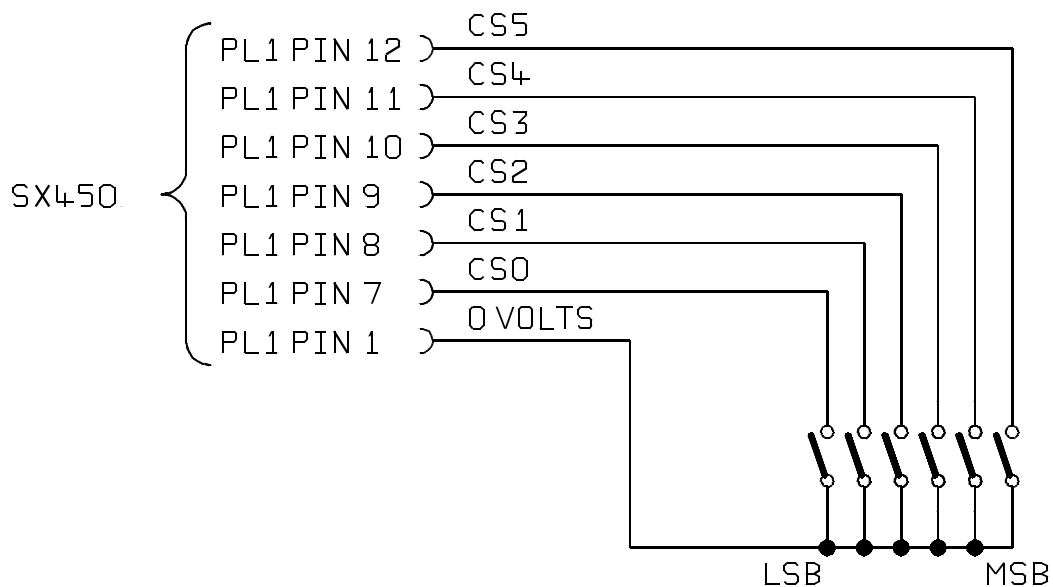 CS5
PL1 PIN 12
CS4
PL1 PIN 11
CS3
PL1 PIN 10
CS2
SX450
PL1 PIN 9
CS1
PL1 PIN 8
CS0
PL1 PIN 7
0 VOLTS
PL1 PIN 1
LSB
MSB